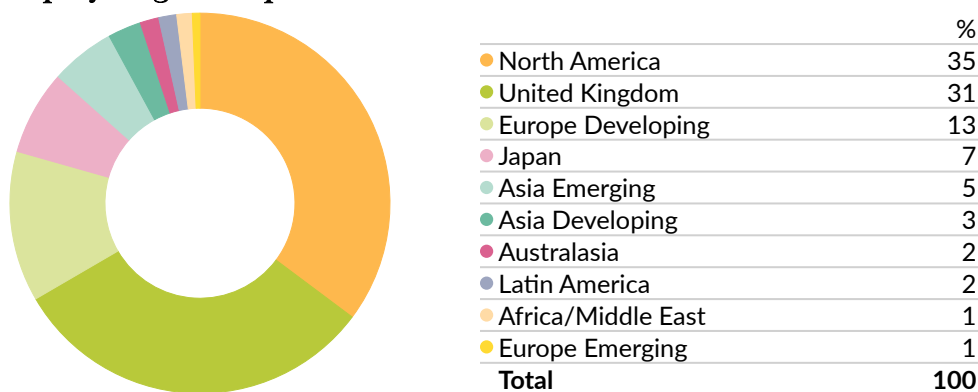 %
North America 35
United Kingdom 31
Europe Developing 13
Japan 7
Asia Emerging 5
Asia Developing 3
Australasia 2
Latin America 2
Africa/Middle East 1
Europe Emerging 1
Total 100